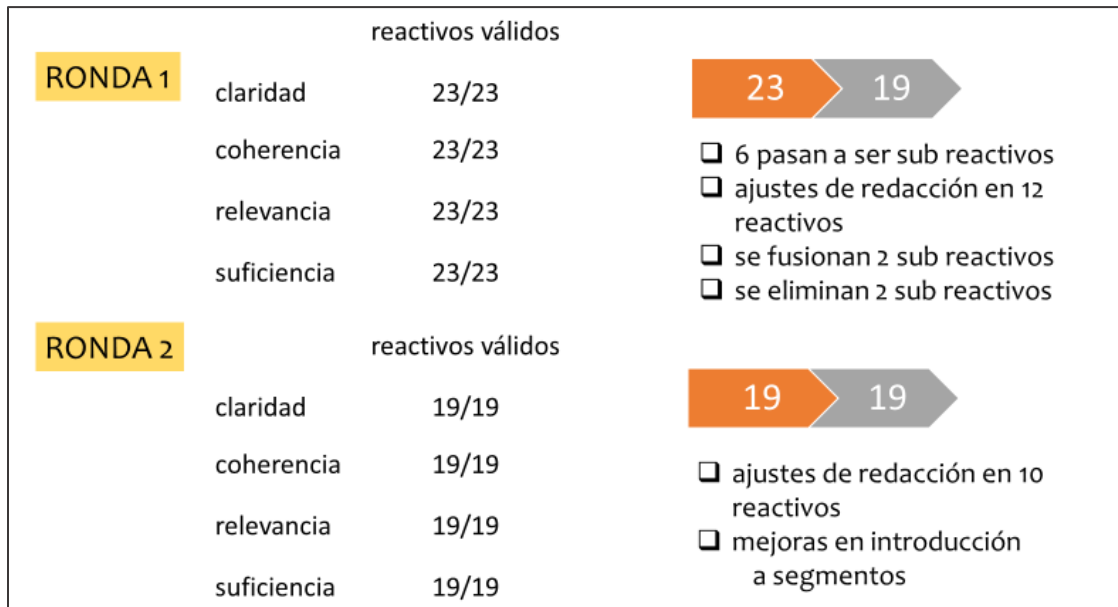 reactivos válidos
RONDA 1
claridad 23/23
coherencia 23/23
relevancia 23/23
suficiencia 23/23
23 19
❑ 6 pasan a ser sub reactivos
❑ ajustes de redacción en 12
reactivos
❑ se fusionan 2 sub reactivos
❑ se eliminan 2 sub reactivos
RONDA 2
reactivos válidos
claridad 19/19
coherencia 19/19
relevancia 19/19
suficiencia 19/19
19 19
❑ ajustes de redacción en 10
reactivos
❑ mejoras en introducción
a segmentos